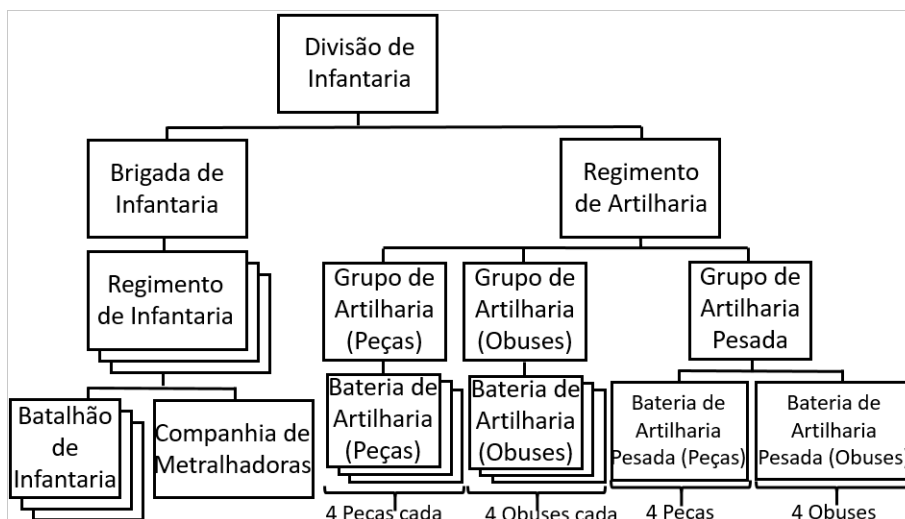 Divisão de
Infantaria
Brigada de
Infantaria
Regimento
de Artilharia
Regimento
de Infantaria
Grupo de
Artilharia
(Peças)
Grupo de
Artilharia
(Obuses)
Grupo de
Artilharia
Pesada
Batalhão
de
Infantaria
Companhia de
Metralhadoras
Bateria de
Artilharia
(Peças)
Bateria de
Artilharia
(Obuses)
Bateria de
Artilharia
Pesada (Peças)
Bateria de
Artilharia
Pesada (Obuses)
4 Peças cada
4 Obuses cada
4 Peças
4 Obuses